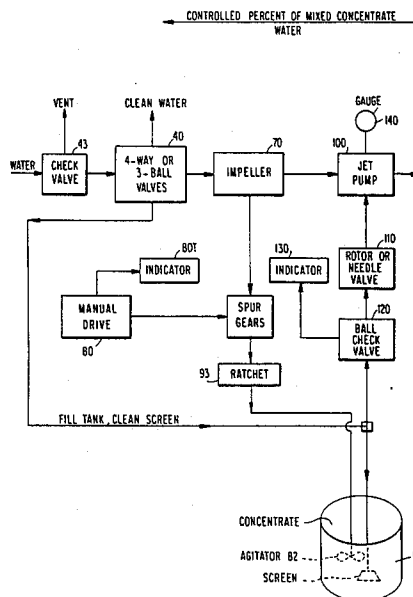 CONTROLLED PERCENT OF MIXED CONCENTRATE
WATER
VENT
CLEAN WATER
GAUGE
140
43
40
70
100
WATER
CHECK
VALVE
4-WAY OR
3-BALL
VALVES
IMPELLER
JET
PUMP
110
80T
130
INDICATOR
INDICATOR
ROTOR OR
NEEDLE
VALVE
120
MANUAL
DRIVE
SPUR
GEARS
BALL
CHECK
VALVE
80
93
RATCHET
FILL TANK, CLEAN SCREEN
CONCENTRATE
AGITATOR 82
SCREEN